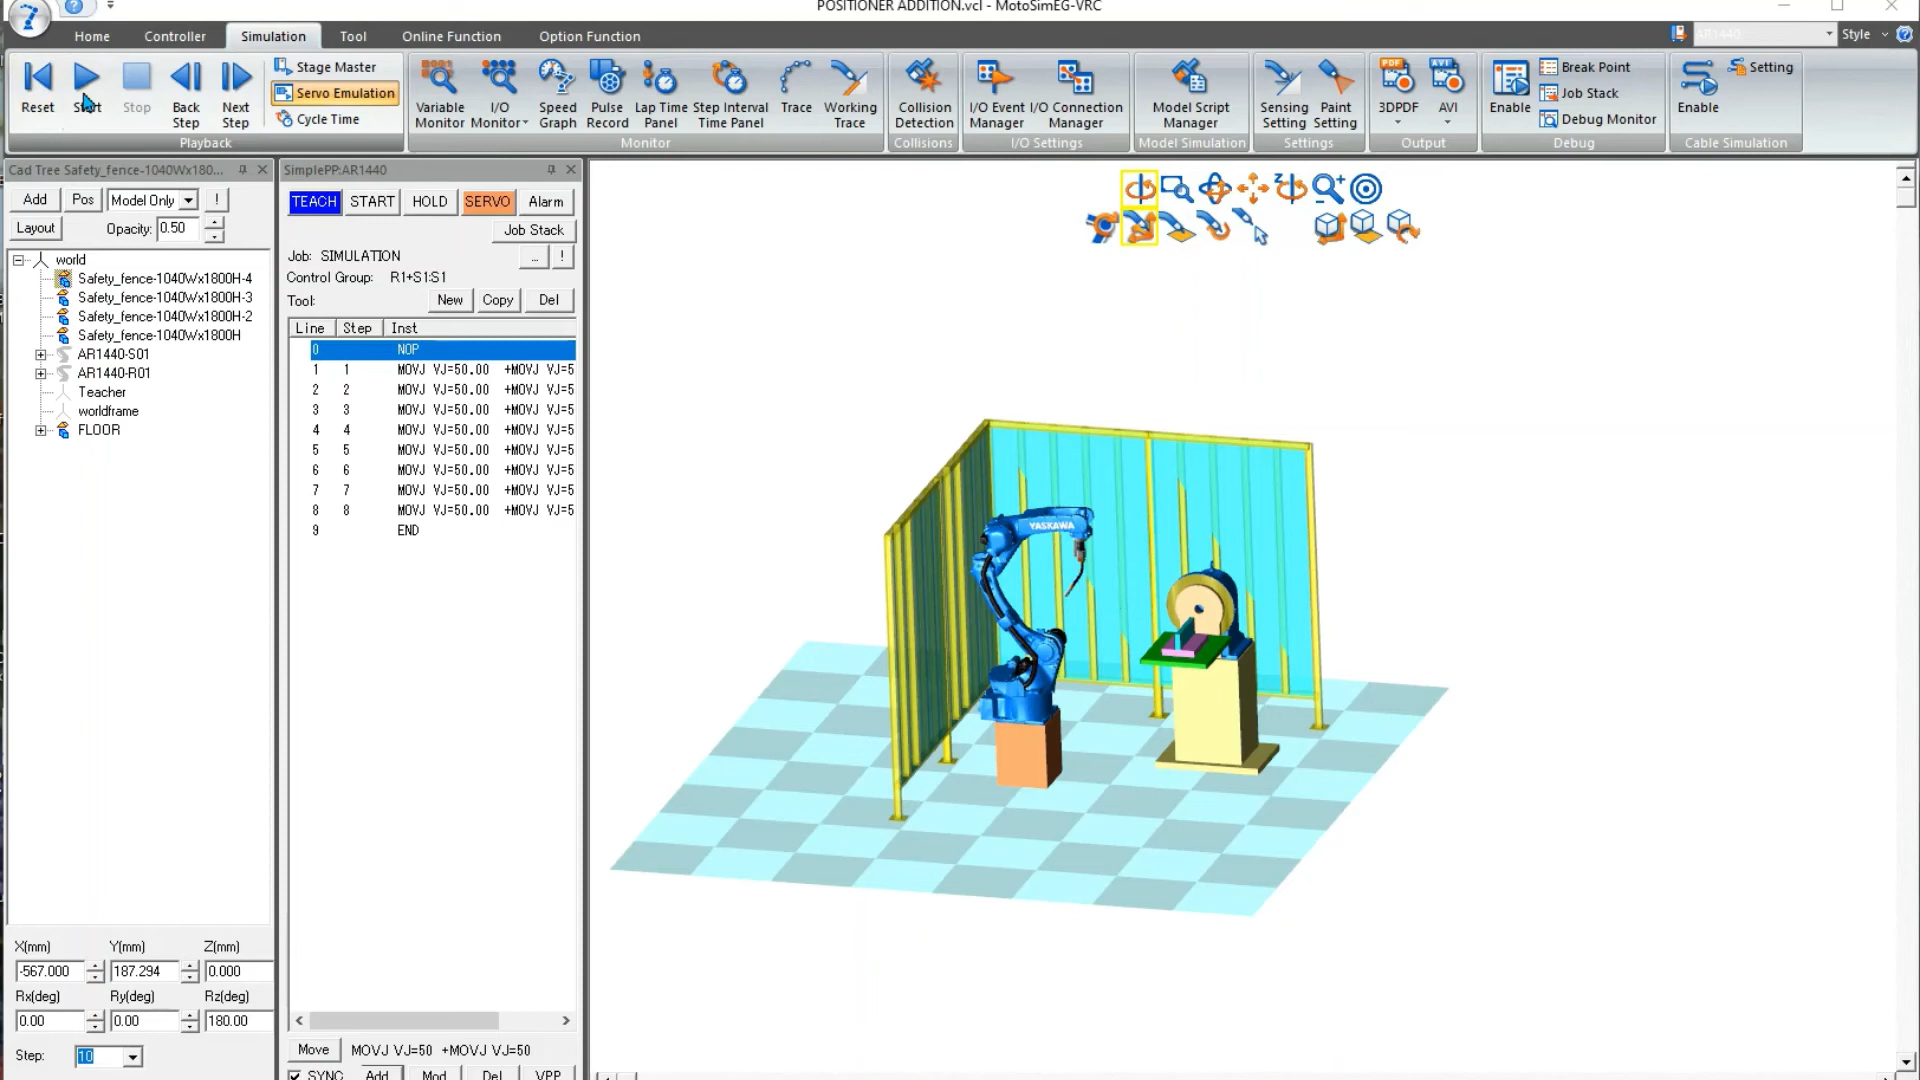 POSITIONER ADDITION.vcl - MotoSimEG-VRC
Home Controller Simulation Tool Online Function Option Function
AR1440 Style
Reset Start Stop Back Step Next Step
Stage Master
Servo Emulation
Cycle Time
Playback
Variable Monitor I/O Monitor Speed Graph Pulse Record Lap Time Panel Step Interval Time Panel Trace Working Trace
Monitor
Collision Detection
Collisions
I/O Event Manager I/O Connection Manager
I/O Settings
Model Script Manager
Model Simulation
Sensing Setting Paint Setting
Settings
PDF AVI
3DPDF AVI
Output
Enable
Break Point
Job Stack
Debug Monitor
Debug
Enable Setting
Cable Simulation
Cad Tree Safety_fence-1040Wx180...
Add Pos Model Only !
Layout Opacity: 0.50
world
Safety_fence-1040Wx1800H-4
Safety_fence-1040Wx1800H-3
Safety_fence-1040Wx1800H-2
Safety_fence-1040Wx1800H
AR1440-S01
AR1440-R01
Teacher
worldframe
FLOOR
X(mm) Y(mm) Z(mm)
-567.000 187.294 0.000
Rx(deg) Ry(deg) Rz(deg)
0.00 0.00 180.00
Step: 10
SimplePP:AR1440
TEACH START HOLD SERVO Alarm
Job Stack
Job: SIMULATION ... !
Control Group: R1+S1:S1
Tool: New Copy Del
Line Step Inst
0 NOP
1 1 MOVJ VJ=50.00 +MOVJ VJ=5
2 2 MOVJ VJ=50.00 +MOVJ VJ=5
3 3 MOVJ VJ=50.00 +MOVJ VJ=5
4 4 MOVJ VJ=50.00 +MOVJ VJ=5
5 5 MOVJ VJ=50.00 +MOVJ VJ=5
6 6 MOVJ VJ=50.00 +MOVJ VJ=5
7 7 MOVJ VJ=50.00 +MOVJ VJ=5
8 8 MOVJ VJ=50.00 +MOVJ VJ=5
9 END
Move MOVJ VJ=50 +MOVJ VJ=50
SYNC Add Mod Del VPP
YASKAWA